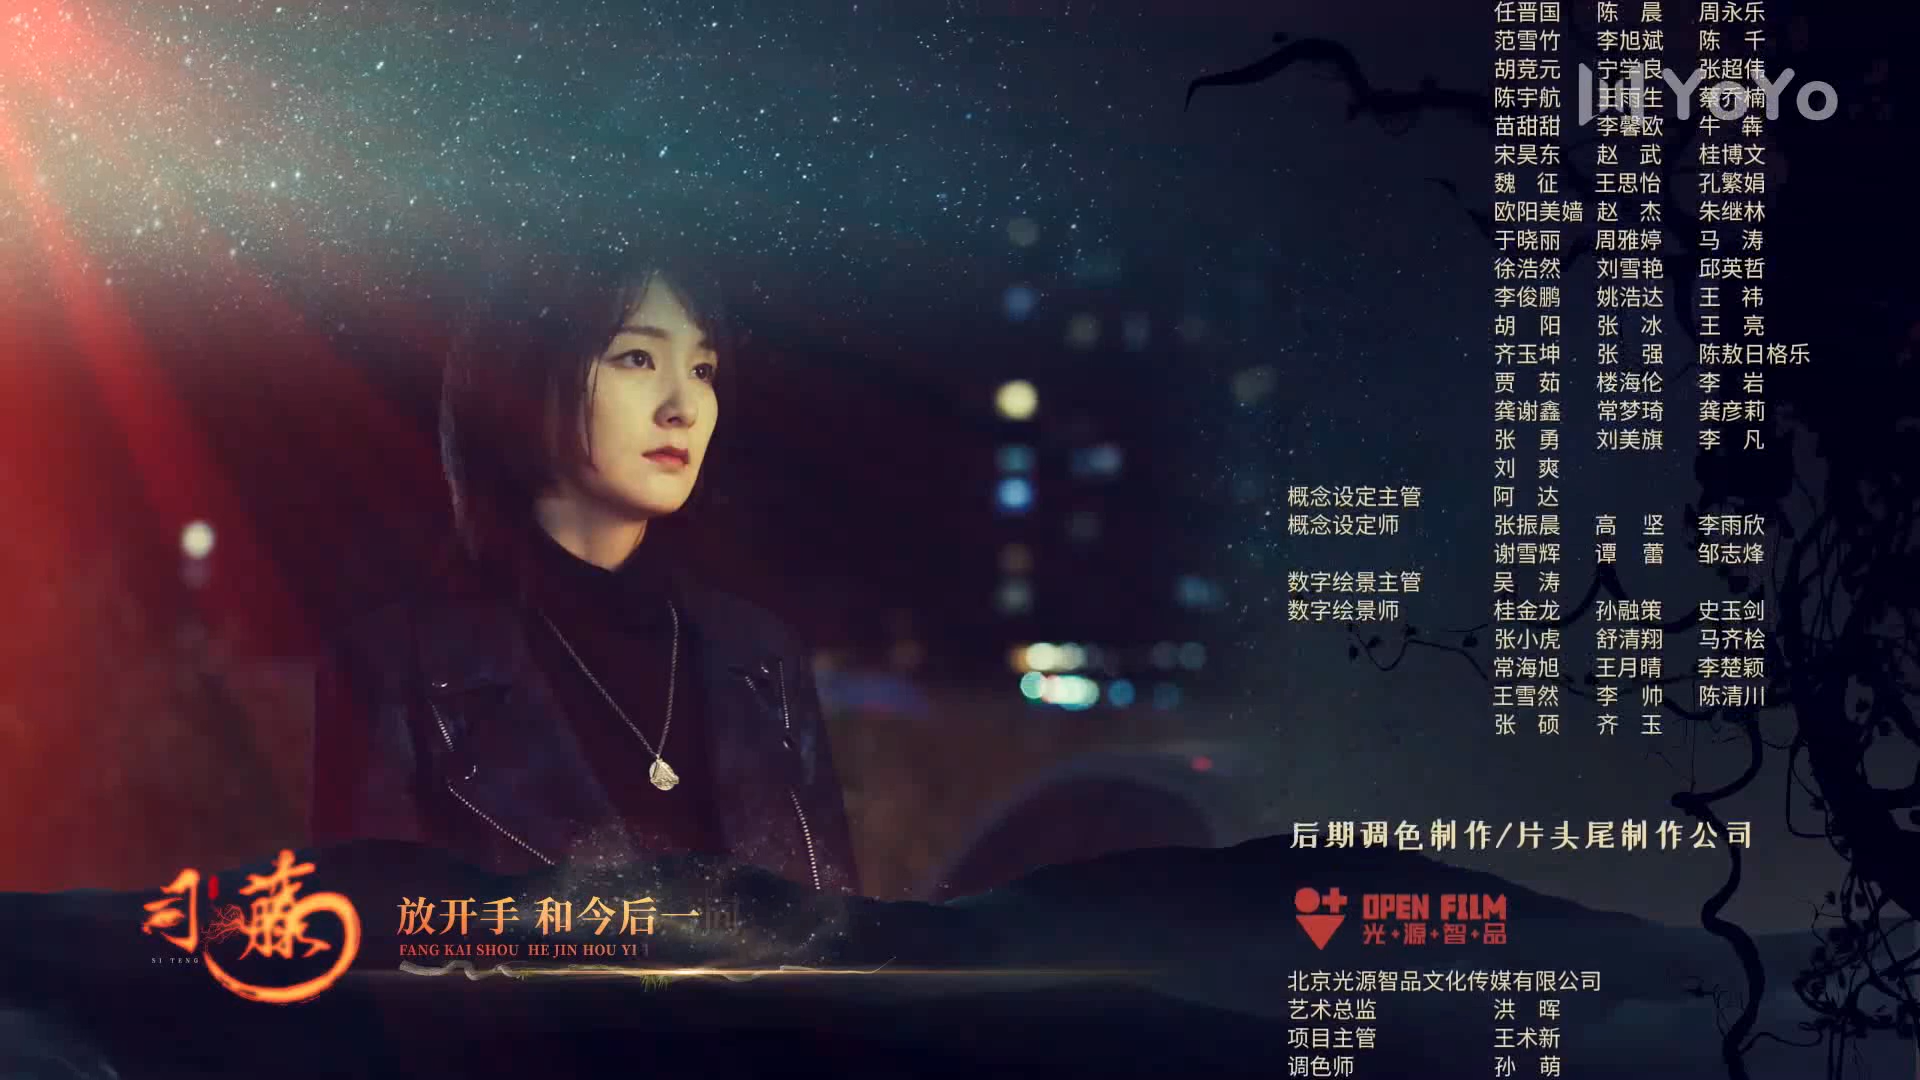 任晋国 陈 晨 周永乐
范雪竹 李旭斌 陈 千
胡竞元 宁学良 张超伟
陈宇航 王雨生 蔡乔楠
苗甜甜 李馨欧 牛 犇
宋昊东 赵 武 桂博文
魏 征 王思怡 孔繁娟
欧阳美嫱 赵 杰 朱继林
于晓丽 周雅婷 马 涛
徐浩然 刘雪艳 邱英哲
李俊鹏 姚浩达 王 祎
胡 阳 张 冰 王 亮
齐玉坤 张 强 陈敖日格乐
贾 茹 楼海伦 李 岩
龚谢鑫 常梦琦 龚彦莉
张 勇 刘美旗 李 凡
刘 爽
概念设定主管 阿 达
概念设定师 张振晨 高 坚 李雨欣
谢雪辉 谭 蕾 邹志烽
数字绘景主管 吴 涛
数字绘景师 桂金龙 孙融策 史玉剑
张小虎 舒清翔 马齐桧
常海旭 王月晴 李楚颖
王雪然 李 帅 陈清川
张 硕 齐 玉
YoYo
后期调色制作/片头尾制作公司
OPEN FILM
光+源+智+品
北京光源智品文化传媒有限公司
艺术总监 洪 晖
项目主管 王术新
调色师 孙 萌
司藤
SI TENG
放开手 和今后一
FANG KAI SHOU HE JIN HOU YI